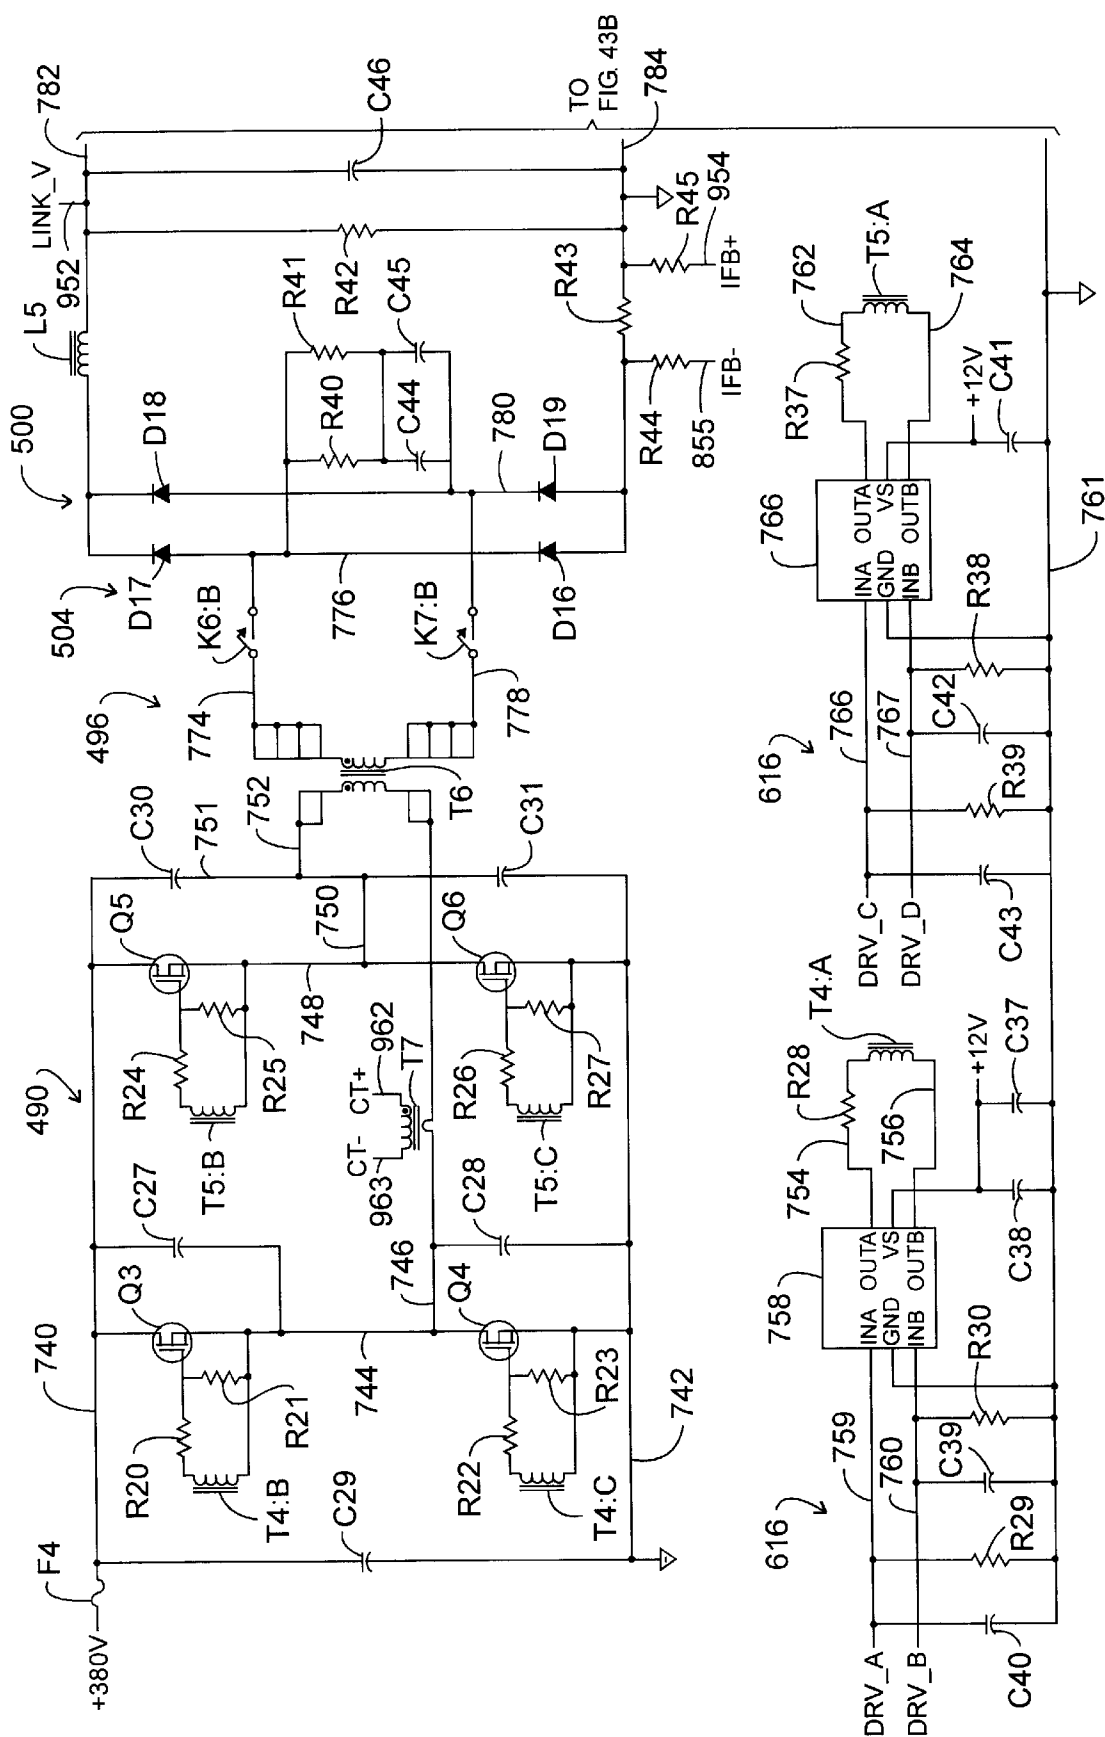 +380V
F4
740
490
Q3
C27
Q5
C30
751
752
R20
R21
T4:B
R24
R25
T5:B
748
750
C29
744
746
CT-
963
CT+
962
T7
R22
R23
T4:C
Q4
C28
R26
R27
T5:C
Q6
C31
742
T6
496
774
778
K6:B
K7:B
504
500
D17
D18
776
D16
780
D19
R40
C44
R41
C45
L5
952
LINK_V
782
R42
C46
R43
R44
855
IFB-
R45
954
IFB+
784
TO
FIG. 43B
616
DRV_A
DRV_B
C40
R29
759
760
C39
R30
758
INA
GND
INB
OUTA
VS
OUTB
754
756
R28
T4:A
C38
C37
+12V
616
DRV_C
DRV_D
C43
R39
766
767
C42
R38
766
INA
GND
INB
OUTA
VS
OUTB
R37
762
T5:A
764
+12V
C41
761